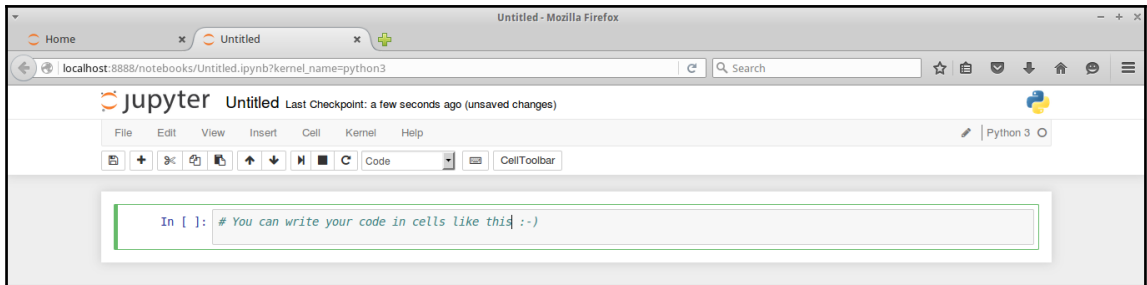 Untitled - Mozilla Firefox
Home Untitled
localhost:8888/notebooks/Untitled.ipynb?kernel_name=python3 Search
jupyter Untitled Last Checkpoint: a few seconds ago (unsaved changes)
File Edit View Insert Cell Kernel Help Python 3
Code CellToolbar
In [ ]: # You can write your code in cells like this :-)